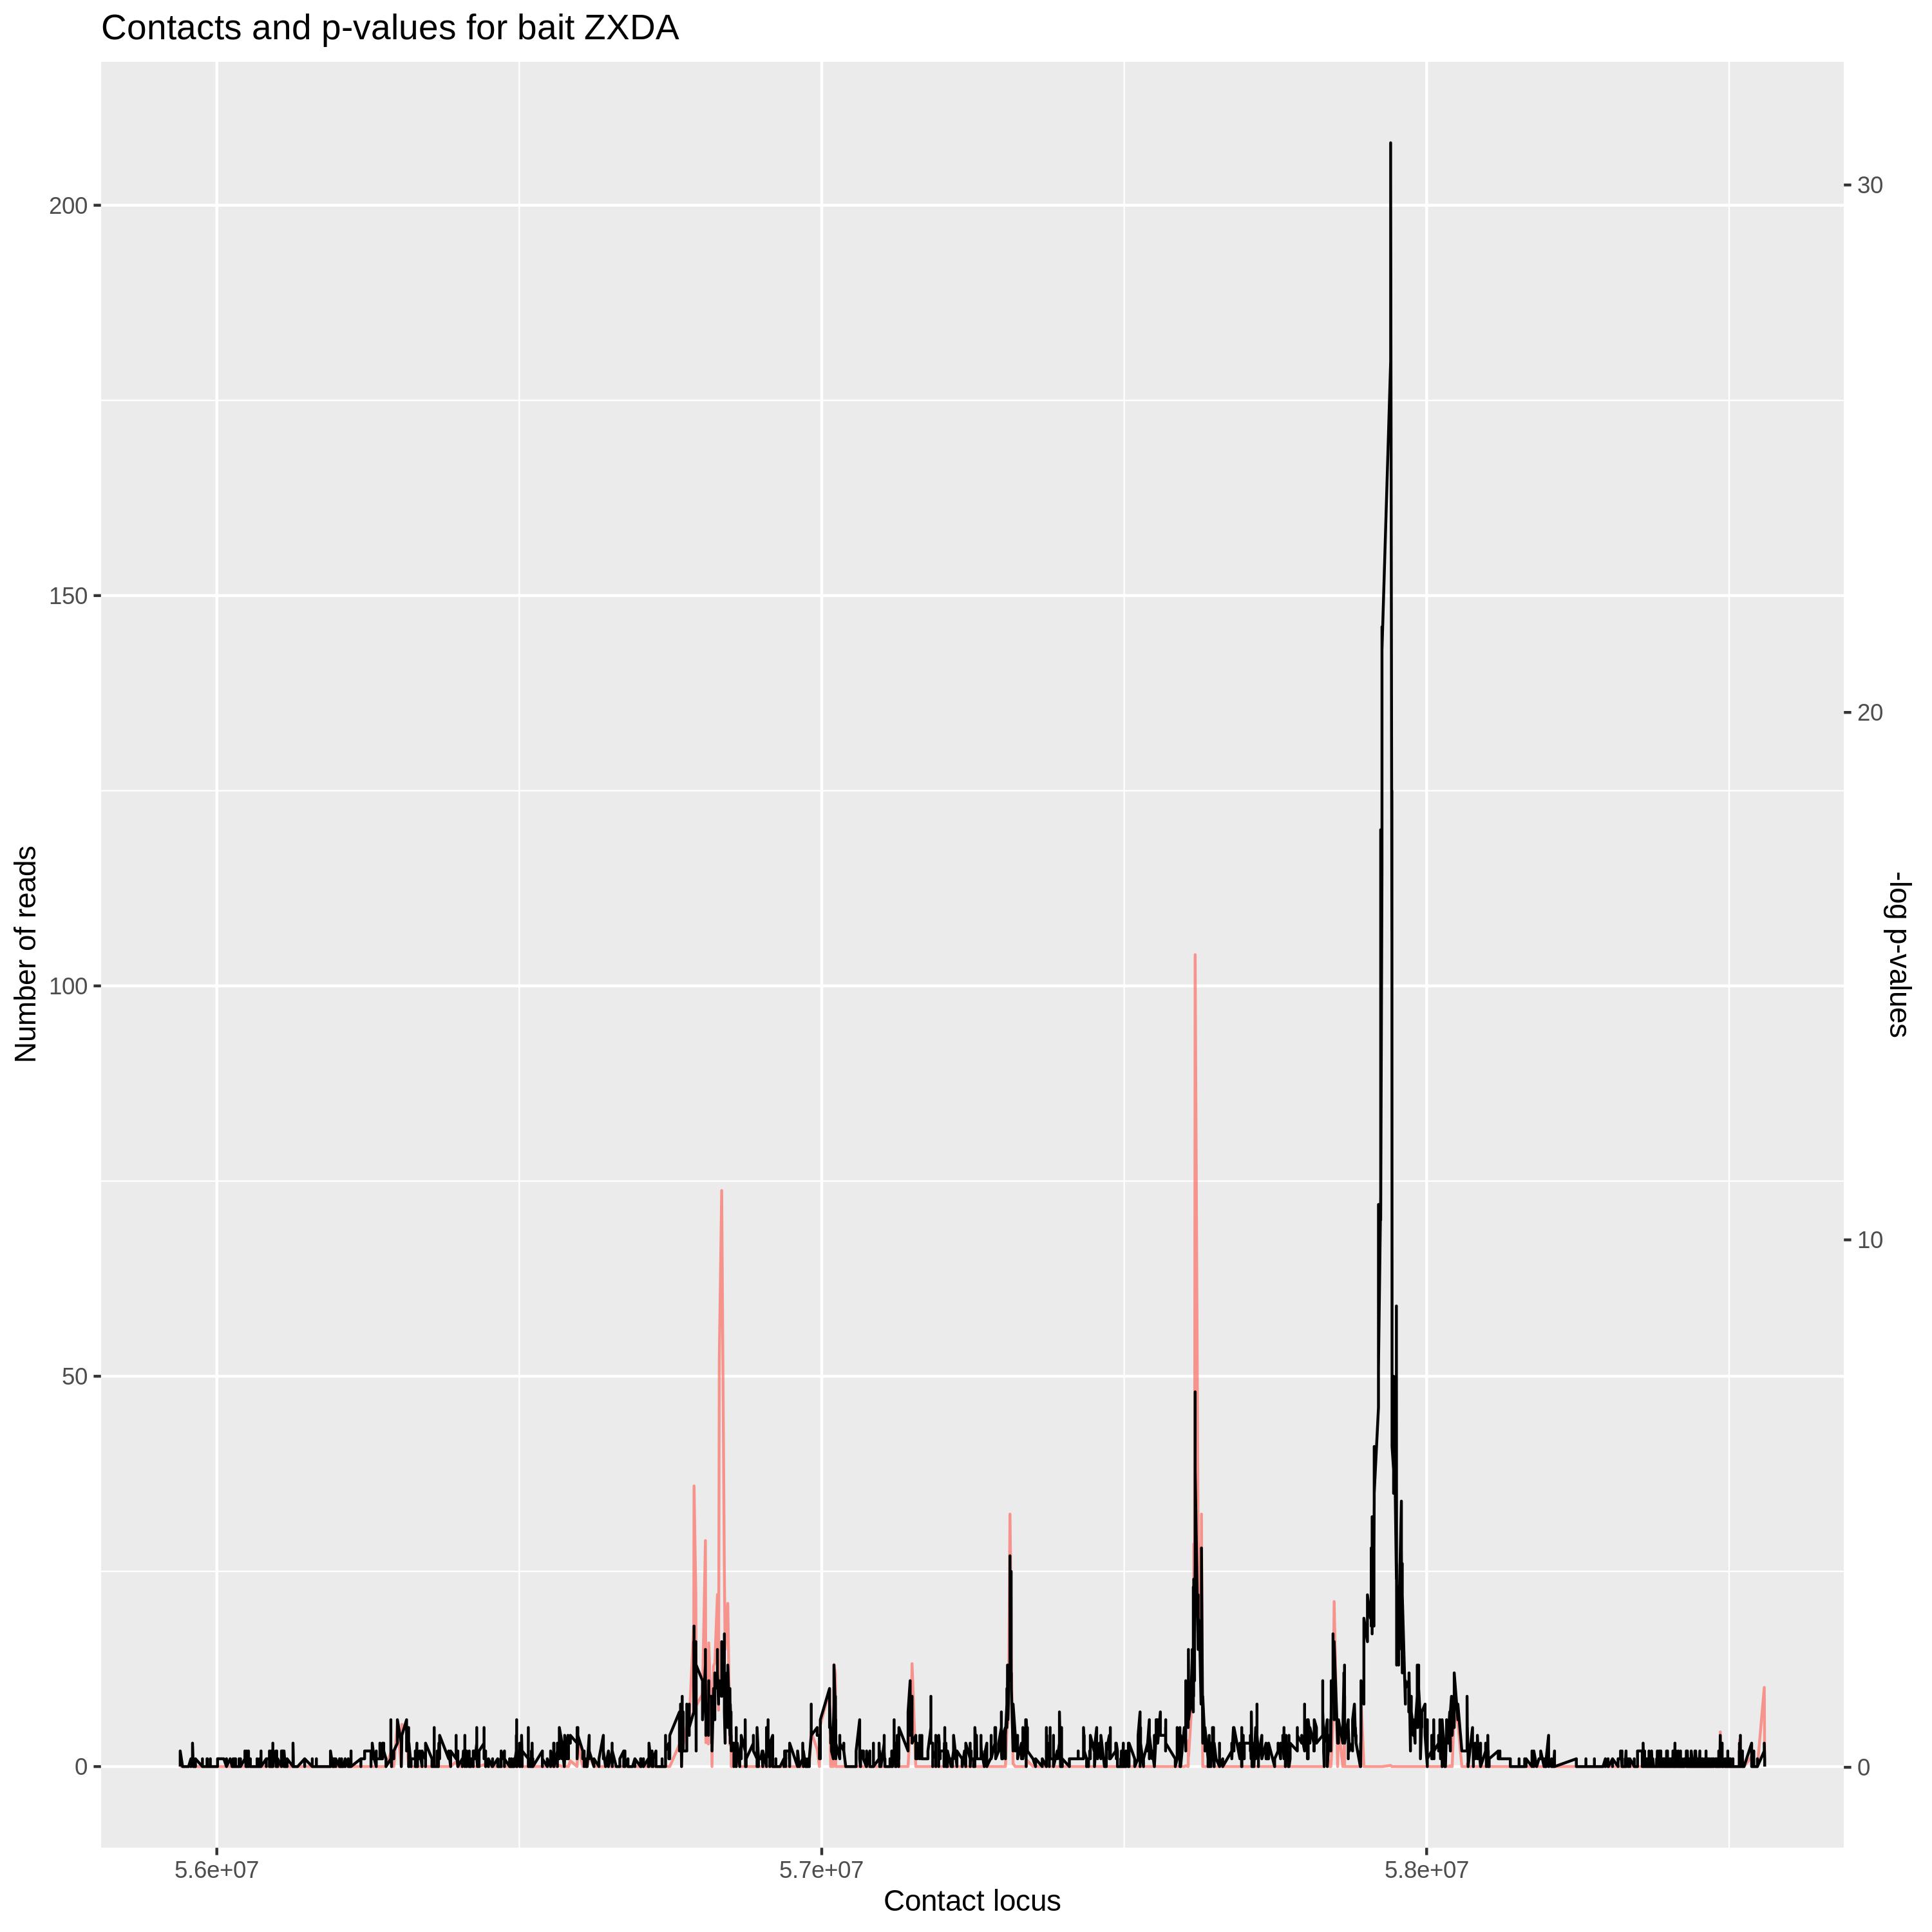 Contacts and p-values for bait ZXDA
200
150
100
50
0
30
20
10
0
Number of reads
-log p-values
5.6e+07
5.7e+07
5.8e+07
Contact locus